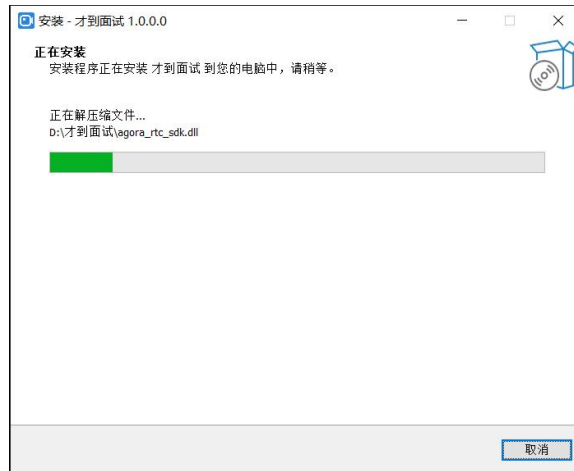 安装 - 才到面试 1.0.0.0
正在安装
安装程序正在安装 才到面试 到您的电脑中，请稍等。
正在解压缩文件...
D:\才到面试\agora_rtc_sdk.dll
取消